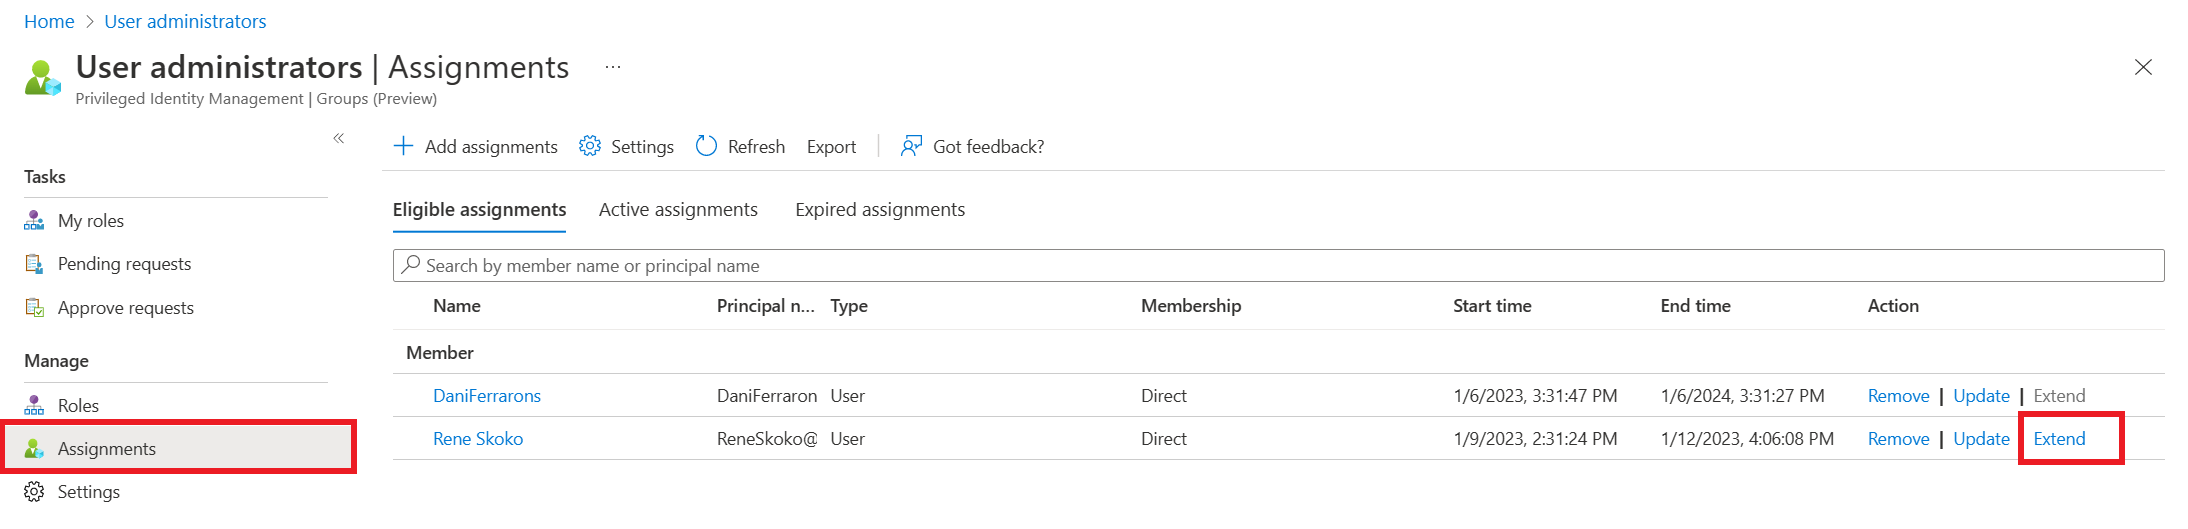 Home > User administrators
User administrators | Assignments ...
Privileged Identity Management | Groups (Preview)
«
Tasks
My roles
Pending requests
Approve requests
Manage
Roles
Assignments
Settings
+ Add assignments Settings Refresh Export | Got feedback?
Eligible assignments Active assignments Expired assignments
Search by member name or principal name
Name Principal n... Type Membership Start time End time Action
Member
DaniFerrarons DaniFerraron User Direct 1/6/2023, 3:31:47 PM 1/6/2024, 3:31:27 PM Remove | Update | Extend
Rene Skoko ReneSkoko@ User Direct 1/9/2023, 2:31:24 PM 1/12/2023, 4:06:08 PM Remove | Update Extend